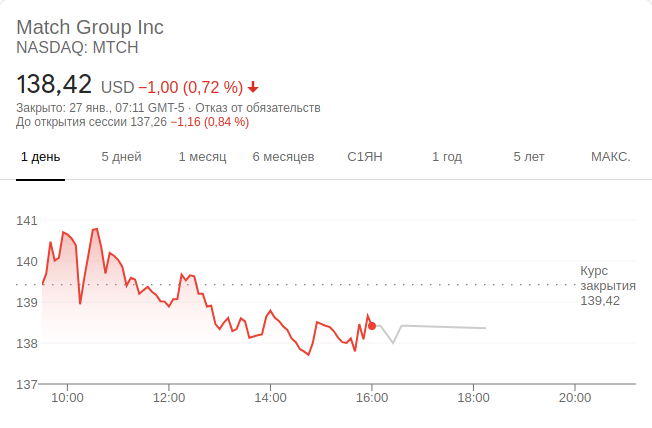 Match Group Inc
NASDAQ: MTCH
138,42 USD −1,00 (0,72 %)
Закрыто: 27 янв., 07:11 GMT-5 · Отказ от обязательств
До открытия сессии 137,26 −1,16 (0,84 %)
1 день 5 дней 1 месяц 6 месяцев С1ЯН 1 год 5 лет МАКС.
141
140
Курс
закрытия
139,42
139
138
137
10:00 12:00 14:00 16:00 18:00 20:00